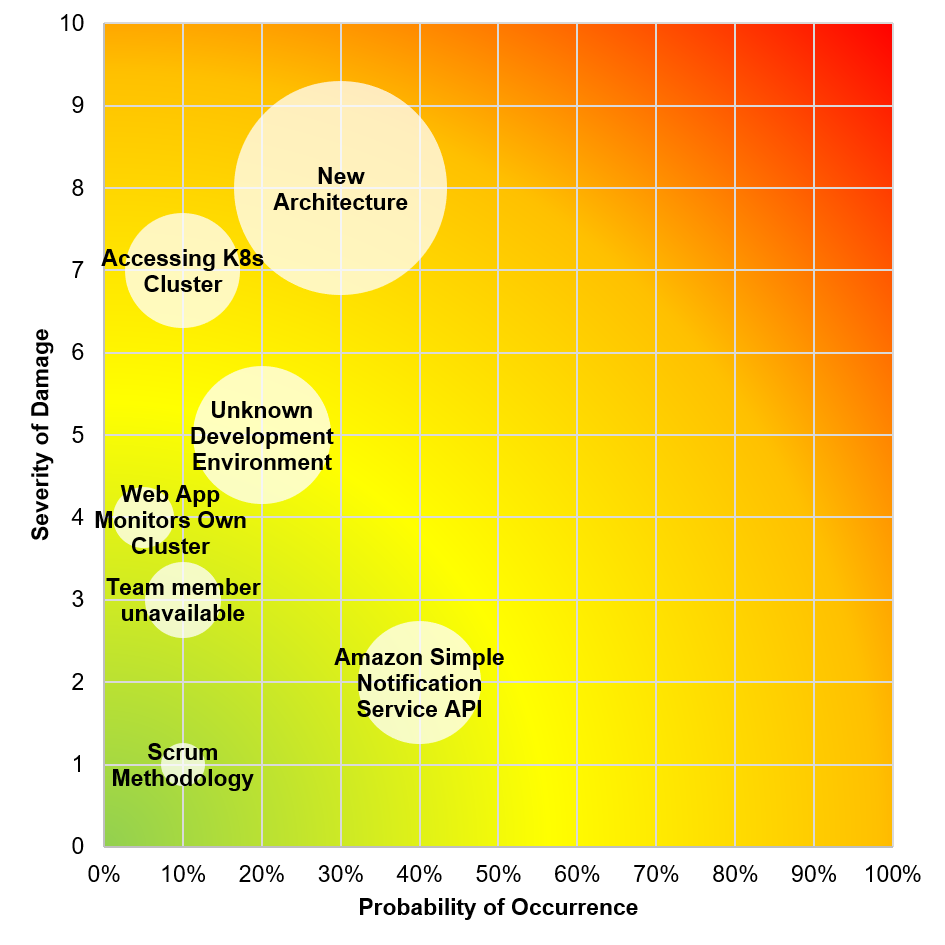 10
9
8
7
6
5
4
3
2
1
0
Severity of Damage
New
Architecture
Accessing K8s
Cluster
Unknown
Development
Environment
Web App
Monitors Own
Cluster
Team member
unavailable
Amazon Simple
Notification
Service API
Scrum
Methodology
0% 10% 20% 30% 40% 50% 60% 70% 80% 90% 100%
Probability of Occurrence